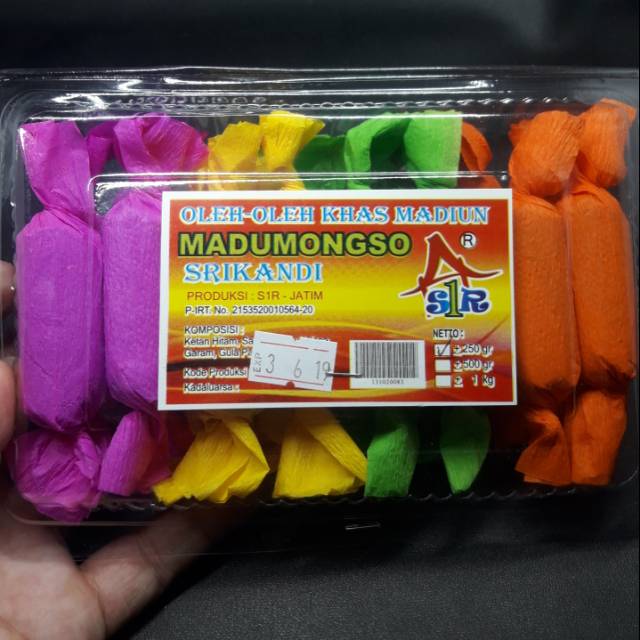 OLEH-OLEH KHAS MADIUN
MADUMONGSO
SRIKANDI
PRODUKSI : S1R - JATIM
P-IRT. No. 2153520010564-20
KOMPOSISI :
Ketan Hitam,
Garam, Gula
Kode Produksi
Kadaluarsa :
EXP 3 6 19
A S1R ®
NETTO :
± 250 gr
± 500 gr
± 1 kg